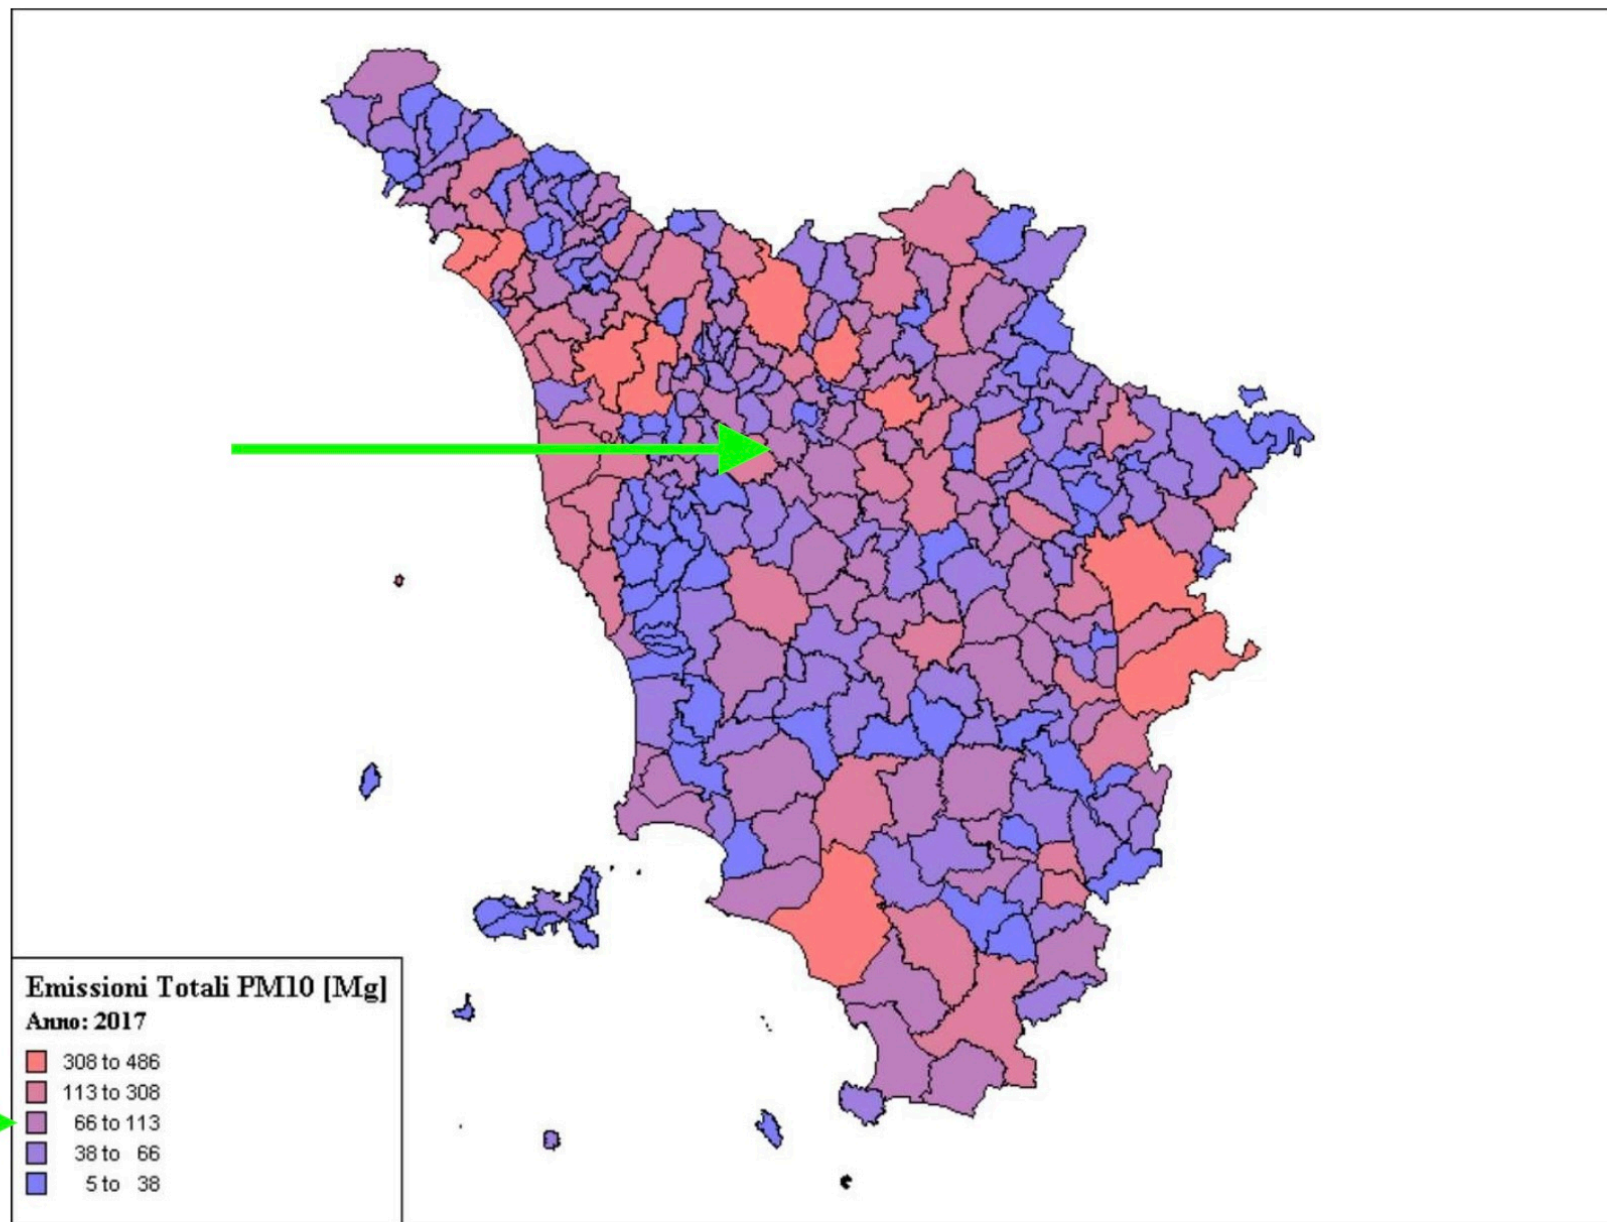 Emissioni Totali PM10 [Mg]
Anno: 2017
308 to 486
113 to 308
66 to 113
38 to 66
5 to 38